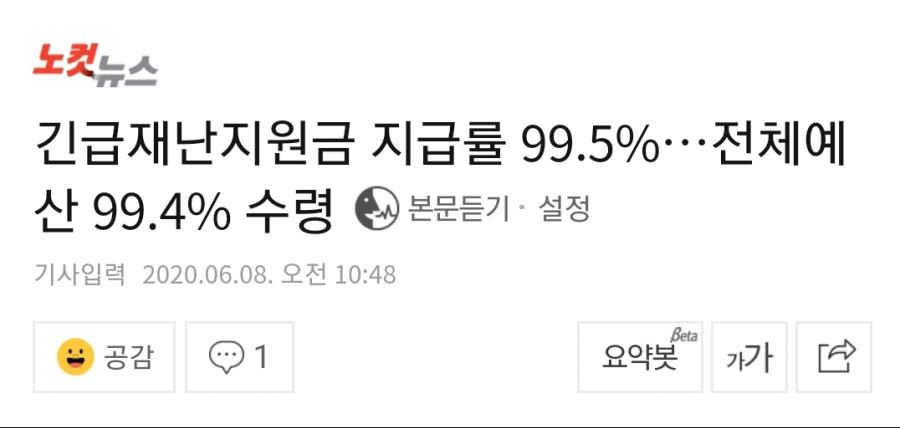 노컷뉴스
긴급재난지원금 지급률 99.5%…전체예
산 99.4% 수령 본문듣기 · 설정
기사입력 2020.06.08. 오전 10:48
공감 1 요약봇 Beta 가가